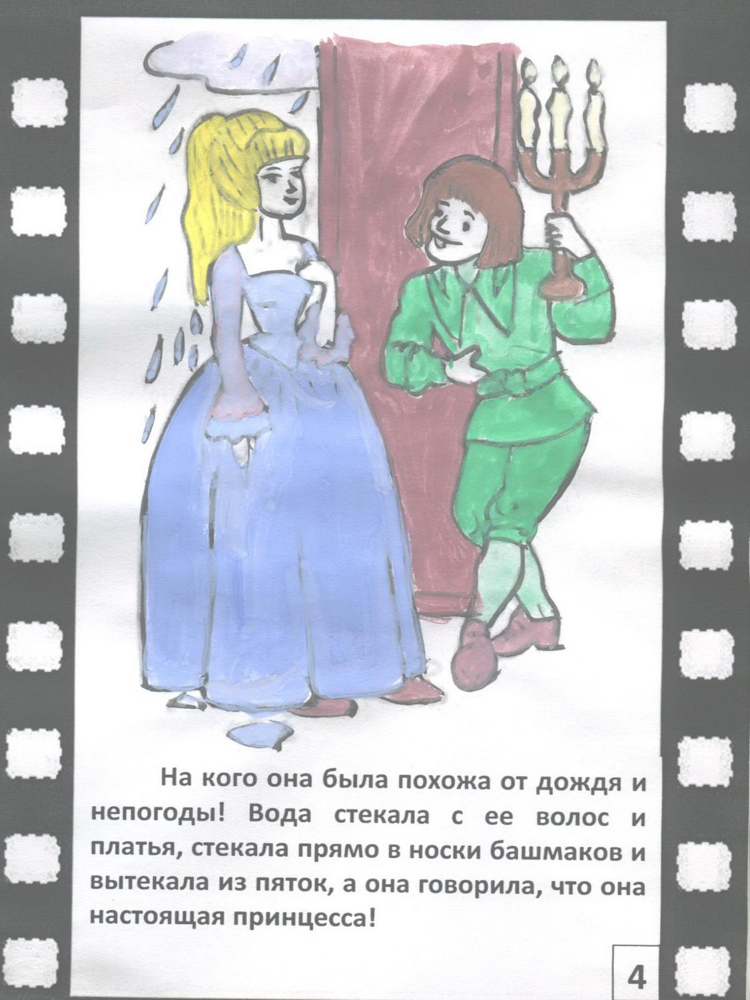 На кого она была похожа от дождя и
непогоды! Вода стекала с ее волос и
платья, стекала прямо в носки башмаков и
вытекала из пяток, а она говорила, что она
настоящая принцесса!
4